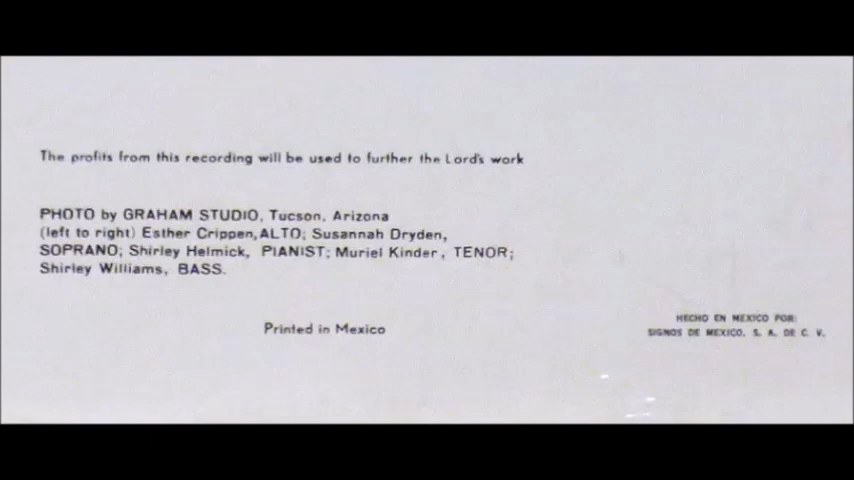 The profits from this recording will be used to further the Lord's work
PHOTO by GRAHAM STUDIO, Tucson, Arizona
(left to right) Esther Crippen, ALTO; Susannah Dryden,
SOPRANO; Shirley Helmick, PIANIST; Muriel Kinder, TENOR;
Shirley Williams, BASS.
Printed in Mexico
HECHO EN MEXICO POR:
SIGNOS DE MEXICO, S. A. DE C. V.